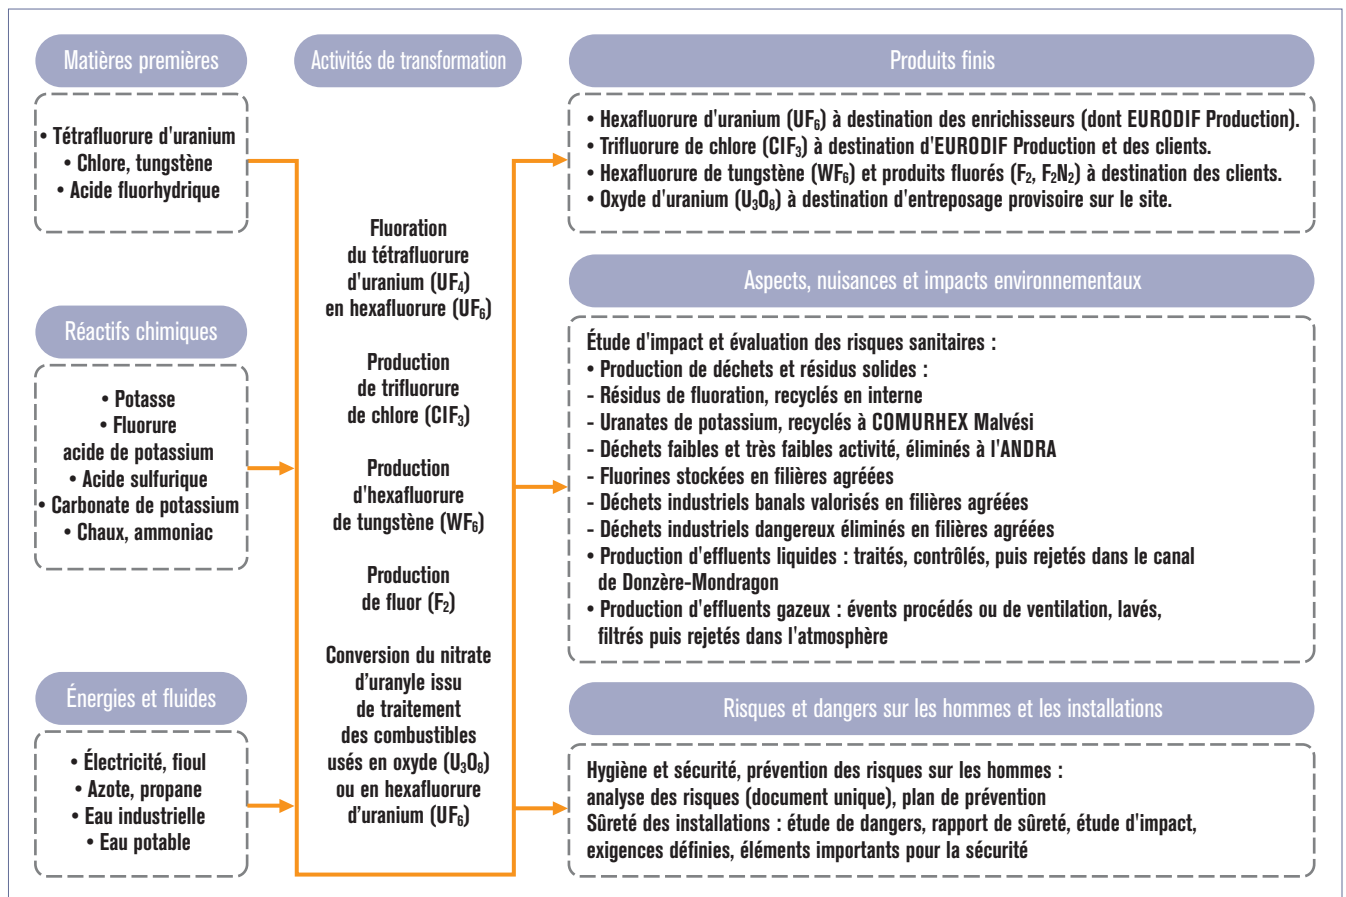 Matières premières
• Tétrafluorure d'uranium
• Chlore, tungstène
• Acide fluorhydrique
Réactifs chimiques
• Potasse
• Fluorure
acide de potassium
• Acide sulfurique
• Carbonate de potassium
• Chaux, ammoniac
Énergies et fluides
• Électricité, fioul
• Azote, propane
• Eau industrielle
• Eau potable
Activités de transformation
Fluoration
du tétrafluorure
d'uranium (UF₄)
en hexafluorure (UF₆)
Production
de trifluorure
de chlore (ClF₃)
Production
d'hexafluorure
de tungstène (WF₆)
Production
de fluor (F₂)
Conversion du nitrate
d’uranyle issu
de traitement
des combustibles
usés en oxyde (U₃O₈)
ou en hexafluorure
d’uranium (UF₆)
Produits finis
• Hexafluorure d'uranium (UF₆) à destination des enrichisseurs (dont EURODIF Production).
• Trifluorure de chlore (ClF₃) à destination d'EURODIF Production et des clients.
• Hexafluorure de tungstène (WF₆) et produits fluorés (F₂, F₂N₂) à destination des clients.
• Oxyde d'uranium (U₃O₈) à destination d'entreposage provisoire sur le site.
Aspects, nuisances et impacts environnementaux
Étude d'impact et évaluation des risques sanitaires :
• Production de déchets et résidus solides :
- Résidus de fluoration, recyclés en interne
- Uranates de potassium, recyclés à COMURHEX Malvési
- Déchets faibles et très faibles activité, éliminés à l'ANDRA
- Fluorines stockées en filières agréées
- Déchets industriels banals valorisés en filières agréées
- Déchets industriels dangereux éliminés en filières agréées
• Production d'effluents liquides : traités, contrôlés, puis rejetés dans le canal
de Donzère-Mondragon
• Production d'effluents gazeux : évents procédés ou de ventilation, lavés,
filtrés puis rejetés dans l'atmosphère
Risques et dangers sur les hommes et les installations
Hygiène et sécurité, prévention des risques sur les hommes :
analyse des risques (document unique), plan de prévention
Sûreté des installations : étude de dangers, rapport de sûreté, étude d'impact,
exigences définies, éléments importants pour la sécurité